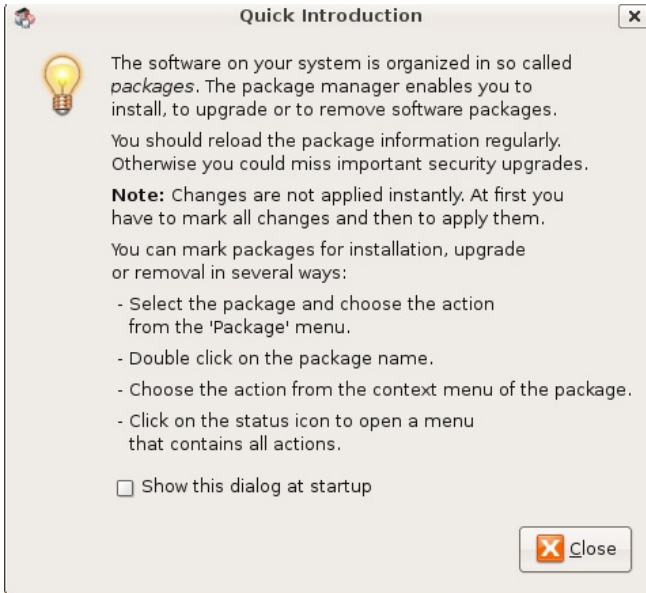 Quick Introduction
The software on your system is organized in so called
packages. The package manager enables you to
install, to upgrade or to remove software packages.
You should reload the package information regularly.
Otherwise you could miss important security upgrades.
Note: Changes are not applied instantly. At first you
have to mark all changes and then to apply them.
You can mark packages for installation, upgrade
or removal in several ways:
- Select the package and choose the action
from the 'Package' menu.
- Double click on the package name.
- Choose the action from the context menu of the package.
- Click on the status icon to open a menu
that contains all actions.
Show this dialog at startup
Close